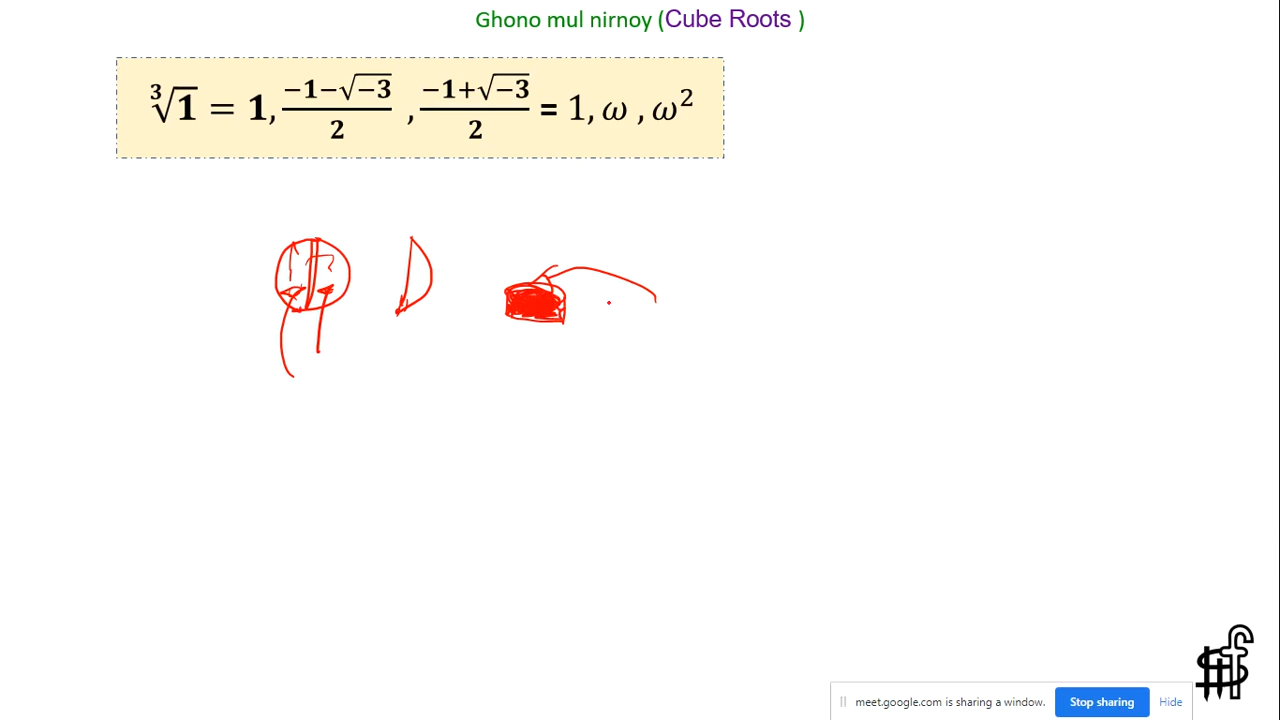 Ghono mul nirnoy (Cube Roots )
∛1 = 1, (−1−√−3)/2 , (−1+√−3)/2 = 1, ω , ω²
meet.google.com is sharing a window. Stop sharing Hide